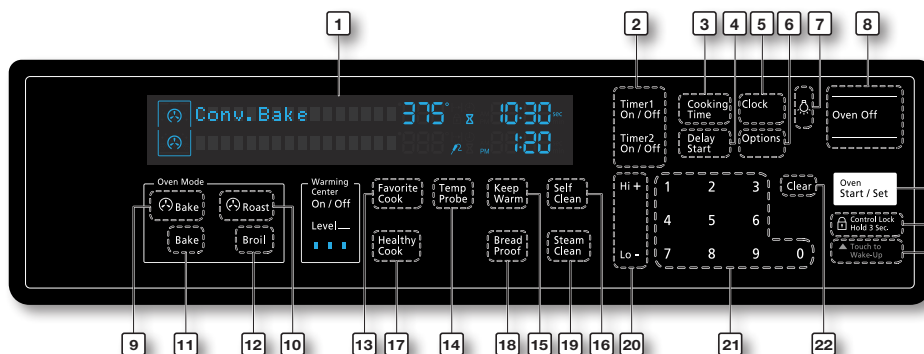 1 2 3 4 5 6 7 8
Conv.Bake 375° 10:30 sec
PM 1:20
Timer1
On / Off
Timer2
On / Off
Cooking
Time
Delay
Start
Clock
Options
Oven Off
Oven Mode
Bake
Roast
Bake
Broil
Warming
Center
On / Off
Level
Favorite
Cook
Healthy
Cook
Temp
Probe
Keep
Warm
Bread
Proof
Self
Clean
Steam
Clean
Hi +
Lo -
1 2 3
4 5 6
7 8 9 0
Clear
Oven
Start / Set
Control Lock
Hold 3 Sec.
Touch to
Wake-Up
9 11 12 10 13 17 14 18 15 19 16 20 21 22